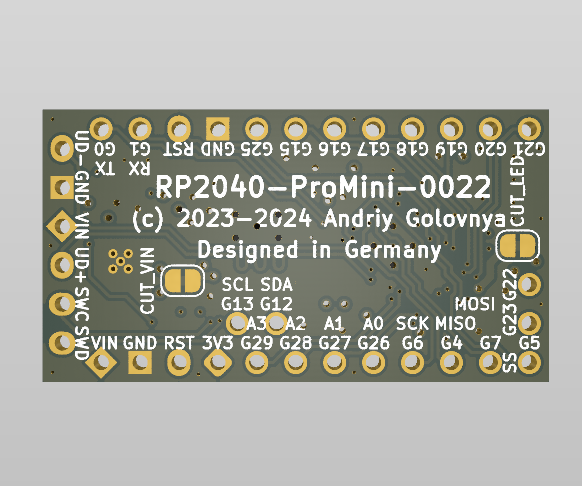 G0 G1 RST GND G25 G15 G16 G17 G18 G19 G20 G21
TX RX
UD- GND VIN UD+ SWC SWD
RP2040-ProMini-0022
(c) 2023-2024 Andriy Golovnya
Designed in Germany
CUT_LED
CUT_VIN
SCL SDA
G13 G12
MOSI
G22
G23
A3 A2 A1 A0 SCK MISO
SS
VIN GND RST 3V3 G29 G28 G27 G26 G6 G4 G7 G5